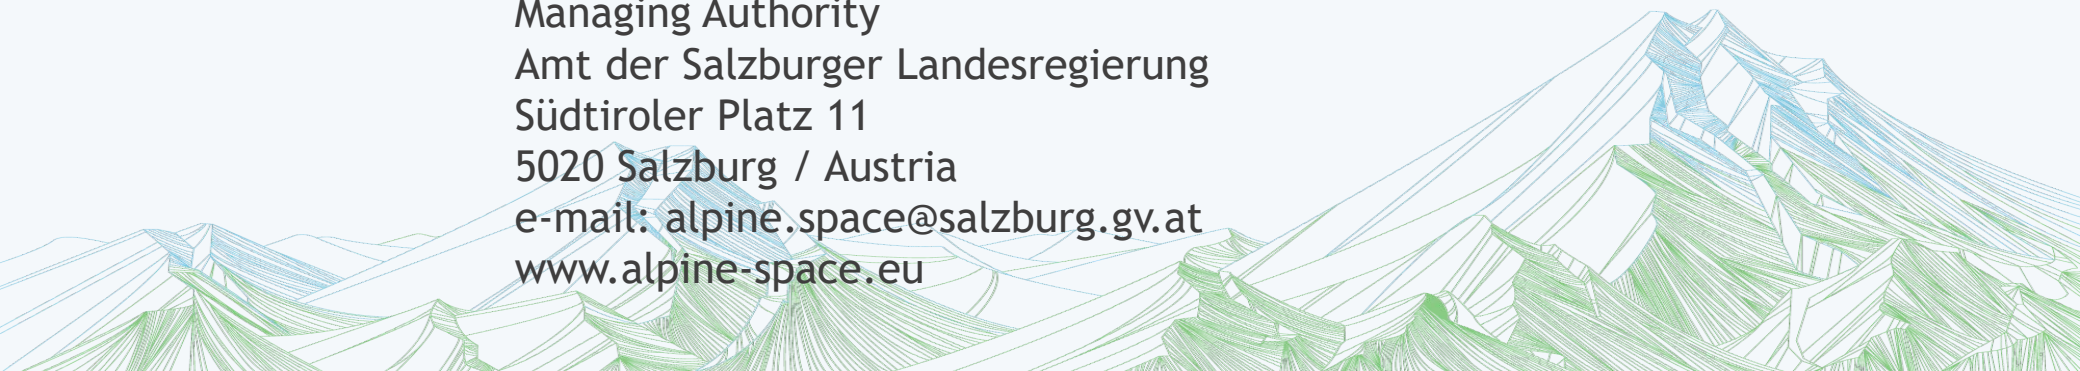 Managing Authority
Amt der Salzburger Landesregierung
Südtiroler Platz 11
5020 Salzburg / Austria
e-mail: alpine.space@salzburg.gv.at
www.alpine-space.eu